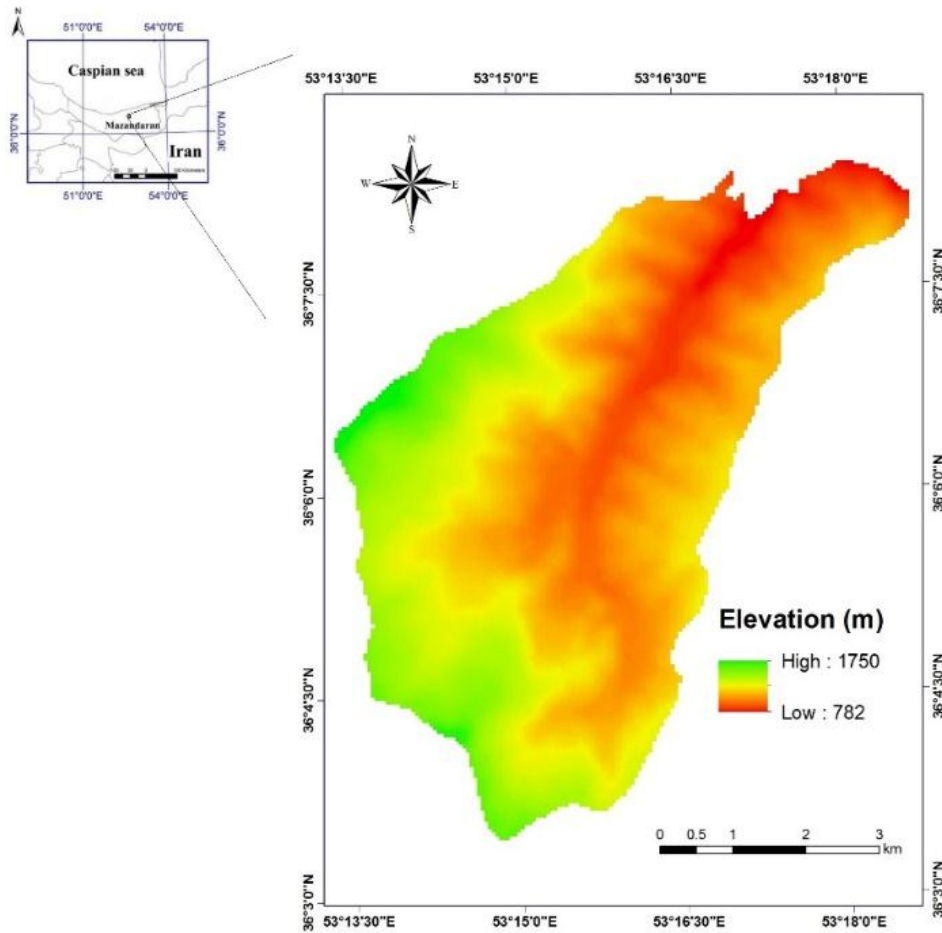 N
51°0'0"E 54°0'0"E
Caspian sea
Mazandaran
Iran
36°0'0"N 36°0'0"N
51°0'0"E 54°0'0"E
53°13'30"E 53°15'0"E 53°16'30"E 53°18'0"E
N
W E
S
36°7'30"N 36°7'30"N
36°6'0"N 36°6'0"N
Elevation (m)
High : 1750
Low : 782
36°4'30"N 36°4'30"N
0 0.5 1 2 3
km
36°3'0"N 36°3'0"N
53°13'30"E 53°15'0"E 53°16'30"E 53°18'0"E